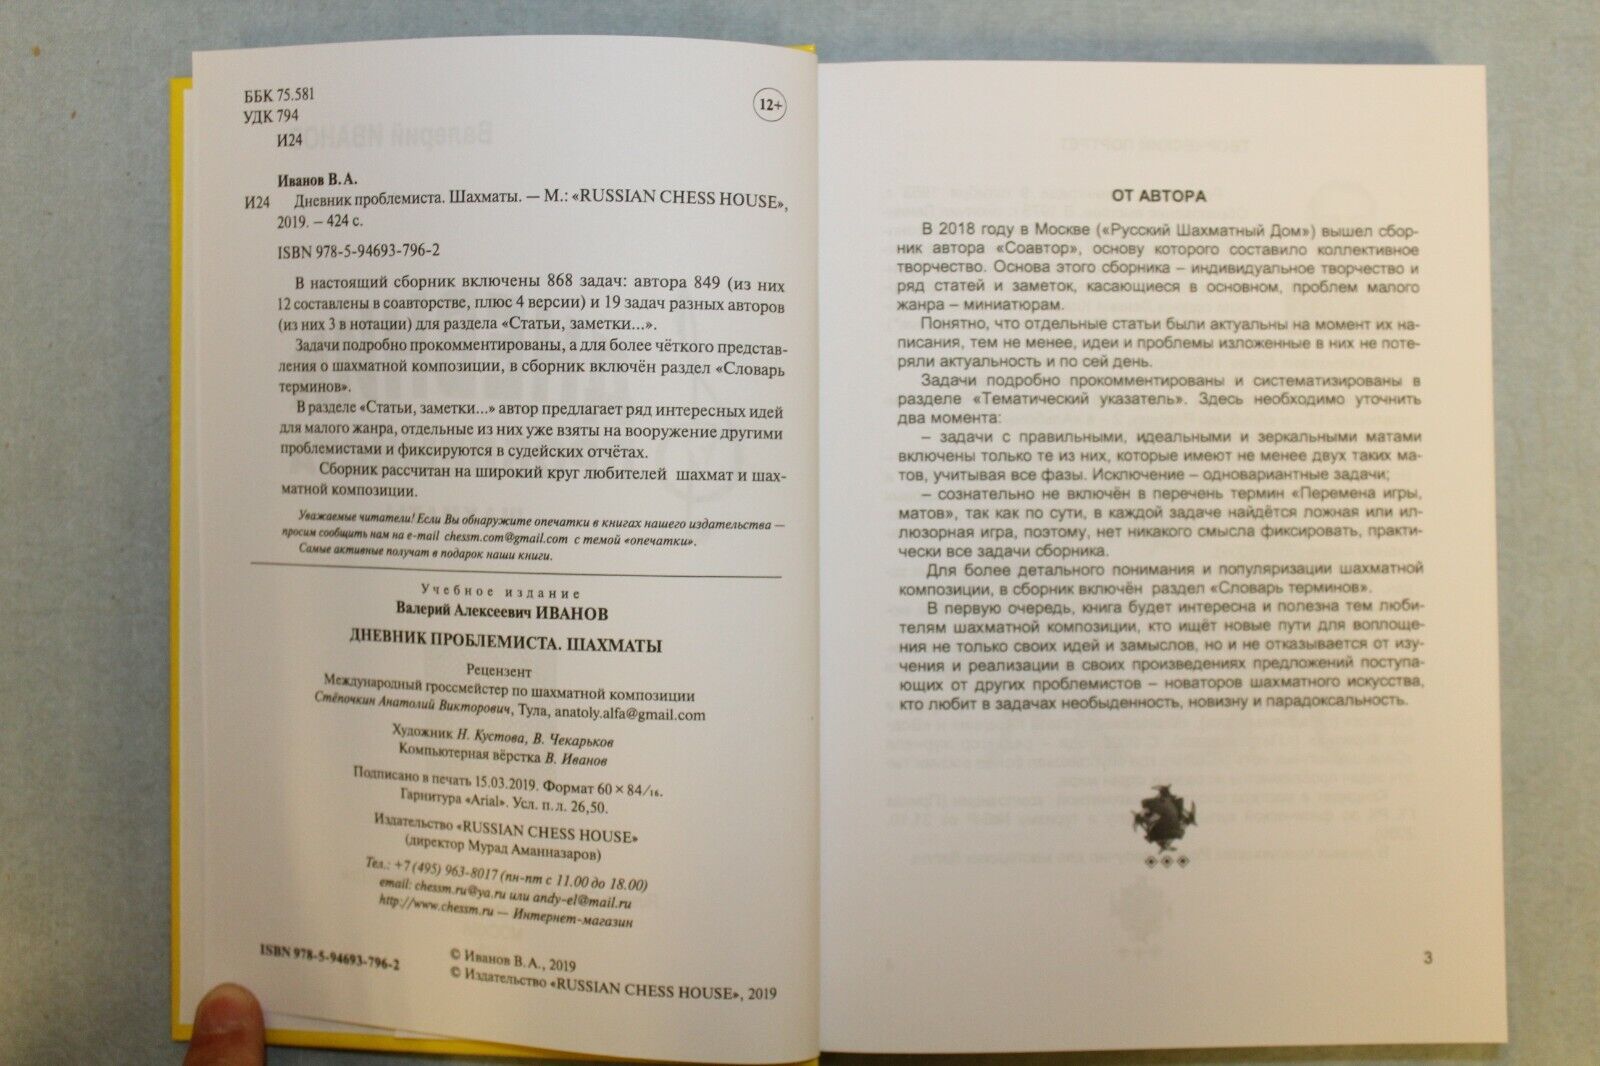 ББК 75.581
УДК 794
И24
12+
Иванов В. А.
И24 Дневник проблемиста. Шахматы. — М.: «RUSSIAN CHESS HOUSE»,
2019. – 424 с.
ISBN 978-5-94693-796-2
В настоящий сборник включены 868 задач: автора 849 (из них
12 составлены в соавторстве, плюс 4 версии) и 19 задач разных авторов
(из них 3 в нотации) для раздела «Статьи, заметки...».
Задачи подробно прокомментированы, а для более чёткого представ-
ления о шахматной композиции, в сборник включён раздел «Словарь
терминов».
В разделе «Статьи, заметки...» автор предлагает ряд интересных идей
для малого жанра, отдельные из них уже взяты на вооружение другими
проблемистами и фиксируются в судейских отчётах.
Сборник рассчитан на широкий круг любителей шахмат и шах-
матной композиции.
Уважаемые читатели! Если Вы обнаружите опечатки в книгах нашего издательства —
просим сообщить нам на e-mail chessm.com@gmail.com с темой «опечатки».
Самые активные получат в подарок наши книги.
Учебное издание
Валерий Алексеевич ИВАНОВ
ДНЕВНИК ПРОБЛЕМИСТА. ШАХМАТЫ
Рецензент
Международный гроссмейстер по шахматной композиции
Стёпочкин Анатолий Викторович, Тула, anatoly.alfa@gmail.com
Художник Н. Кустова, В. Чекарьков
Компьютерная вёрстка В. Иванов
Подписано в печать 15.03.2019. Формат 60 × 84/16.
Гарнитура «Arial». Усл. п. л. 26,50.
Издательство «RUSSIAN CHESS HOUSE»
(директор Мурад Аманназаров)
Тел.: +7 (495) 963-8017 (пн-пт с 11.00 до 18.00)
email: chessm.ru@ya.ru или andy-el@mail.ru
http://www.chessm.ru — Интернет-магазин
ISBN 978-5-94693-796-2
© Иванов В. А., 2019
© Издательство «RUSSIAN CHESS HOUSE», 2019
ОТ АВТОРА
В 2018 году в Москве («Русский Шахматный Дом») вышел сбор-
ник автора «Соавтор», основу которого составило коллективное
творчество. Основа этого сборника – индивидуальное творчество и
ряд статей и заметок, касающиеся в основном, проблем малого
жанра – миниатюрам.
Понятно, что отдельные статьи были актуальны на момент их на-
писания, тем не менее, идеи и проблемы изложенные в них не поте-
ряли актуальность и по сей день.
Задачи подробно прокомментированы и систематизированы в
разделе «Тематический указатель». Здесь необходимо уточнить
два момента:
– задачи с правильными, идеальными и зеркальными матами
включены только те из них, которые имеют не менее двух таких ма-
тов, учитывая все фазы. Исключение – одновариантные задачи;
– сознательно не включён в перечень термин «Перемена игры,
матов», так как по сути, в каждой задаче найдётся ложная или ил-
люзорная игра, поэтому, нет никакого смысла фиксировать, практи-
чески все задачи сборника.
Для более детального понимания и популяризации шахматной
композиции, в сборник включён раздел «Словарь терминов».
В первую очередь, книга будет интересна и полезна тем люби-
телям шахматной композиции, кто ищёт новые пути для воплоще-
ния не только своих идей и замыслов, но и не отказывается от изу-
чения и реализации в своих произведениях предложений поступа-
ющих от других проблемистов – новаторов шахматного искусства,
кто любит в задачах необыденность, новизну и парадоксальность.
3